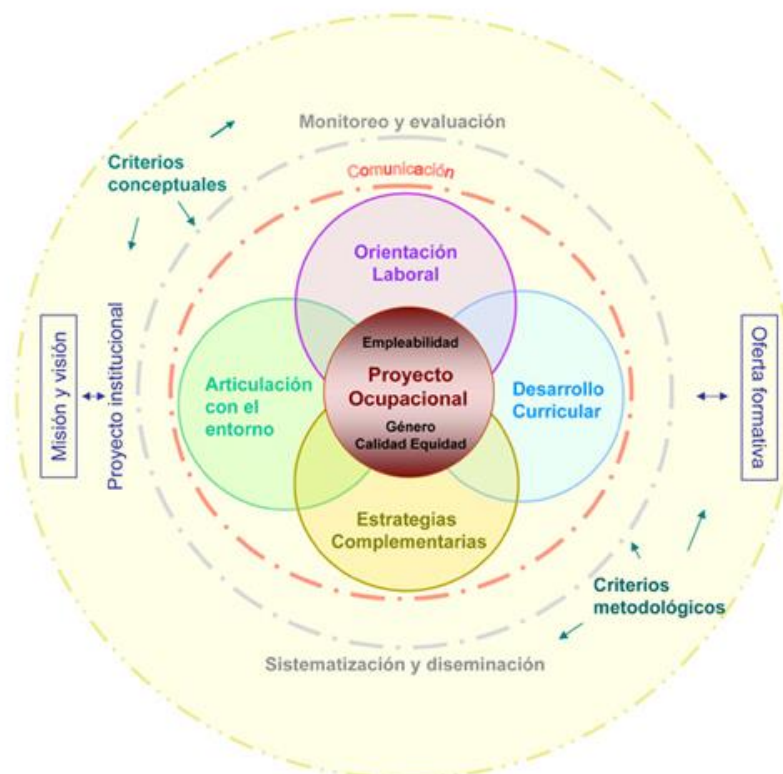 Monitoreo y evaluación
Criterios
conceptuales
Comunicación
Orientación
Laboral
Misión y visión
Proyecto institucional
Articulación
con el
entorno
Empleabilidad
Proyecto
Ocupacional
Género
Calidad Equidad
Desarrollo
Curricular
Oferta formativa
Estrategias
Complementarias
Criterios
metodológicos
Sistematización y diseminación